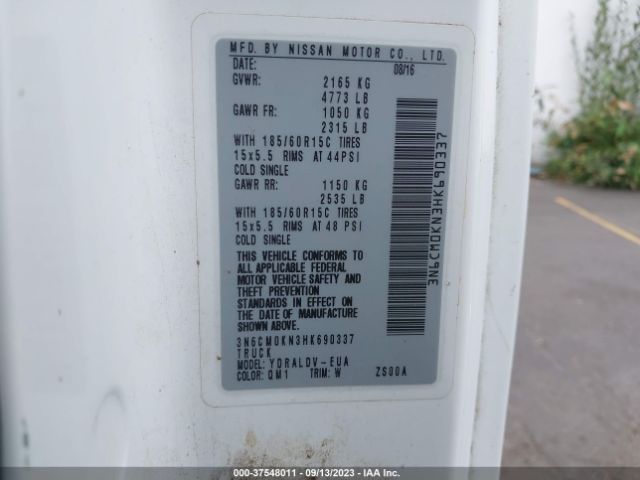 MFD. BY NISSAN MOTOR CO., LTD.
DATE: 08/16
GVWR: 2165 KG
4773 LB
GAWR FR: 1050 KG
2315 LB
WITH 185/60R15C TIRES
15x5.5 RIMS AT 44PSI
COLD SINGLE
GAWR RR: 1150 KG
2535 LB
WITH 185/60R15C TIRES
15x5.5 RIMS AT 48 PSI
COLD SINGLE
THIS VEHICLE CONFORMS TO
ALL APPLICABLE FEDERAL
MOTOR VEHICLE SAFETY AND
THEFT PREVENTION
STANDARDS IN EFFECT ON
THE DATE OF MANUFACTURE
SHOWN ABOVE.
3N6CM0KN3HK690337
TRUCK
MODEL: YDRALDV-EUA
COLOR: QM1 TRIM: W ZS00A
3N6CM0KN3HK690337
000-37548011 - 09/13/2023 - IAA Inc.